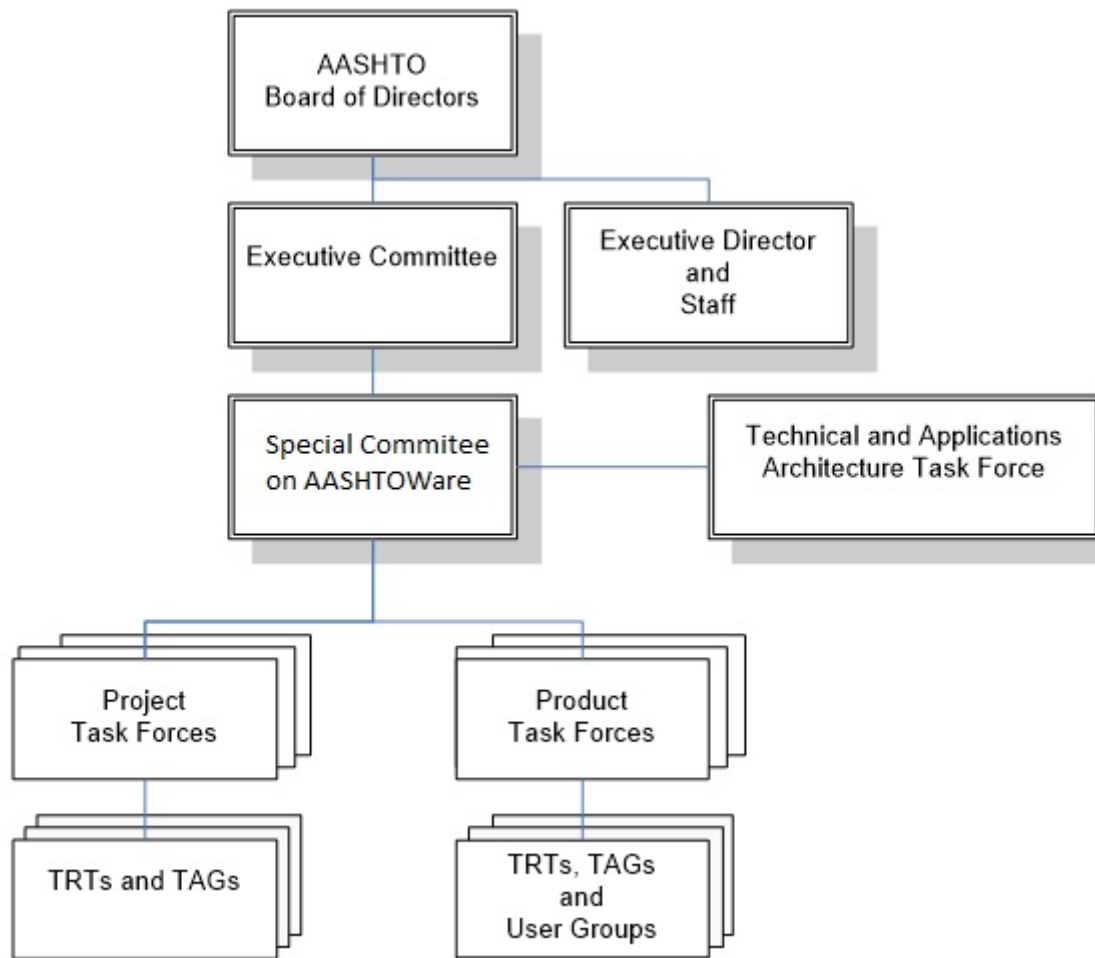 AASHTO
Board of Directors
Executive Committee
Executive Director
and
Staff
Special Commitee
on AASHTOWare
Technical and Applications
Architecture Task Force
Project
Task Forces
Product
Task Forces
TRTs and TAGs
TRTs, TAGs
and
User Groups